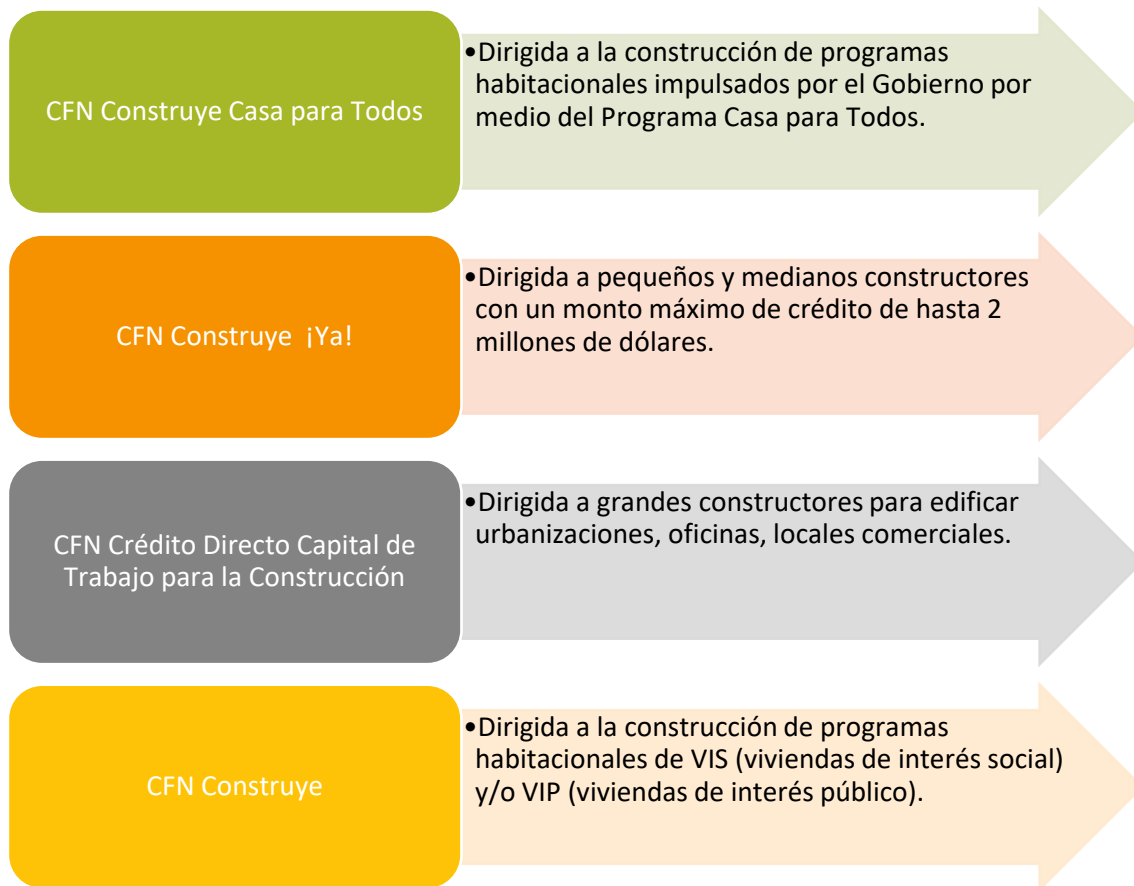 CFN Construye Casa para Todos
•Dirigida a la construcción de programas
habitacionales impulsados por el Gobierno por
medio del Programa Casa para Todos.
CFN Construye ¡Ya!
•Dirigida a pequeños y medianos constructores
con un monto máximo de crédito de hasta 2
millones de dólares.
CFN Crédito Directo Capital de
Trabajo para la Construcción
•Dirigida a grandes constructores para edificar
urbanizaciones, oficinas, locales comerciales.
CFN Construye
•Dirigida a la construcción de programas
habitacionales de VIS (viviendas de interés social)
y/o VIP (viviendas de interés público).